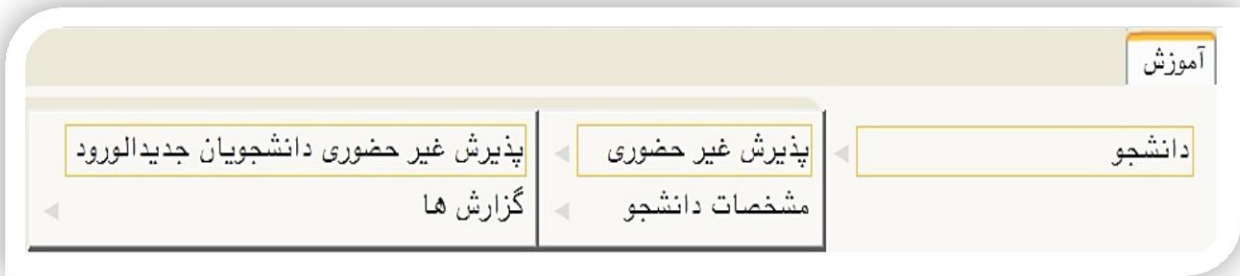 آموزش
دانشجو
پذیرش غیر حضوری
مشخصات دانشجو
پذیرش غیر حضوری دانشجویان جدیدالورود
گزارش ها